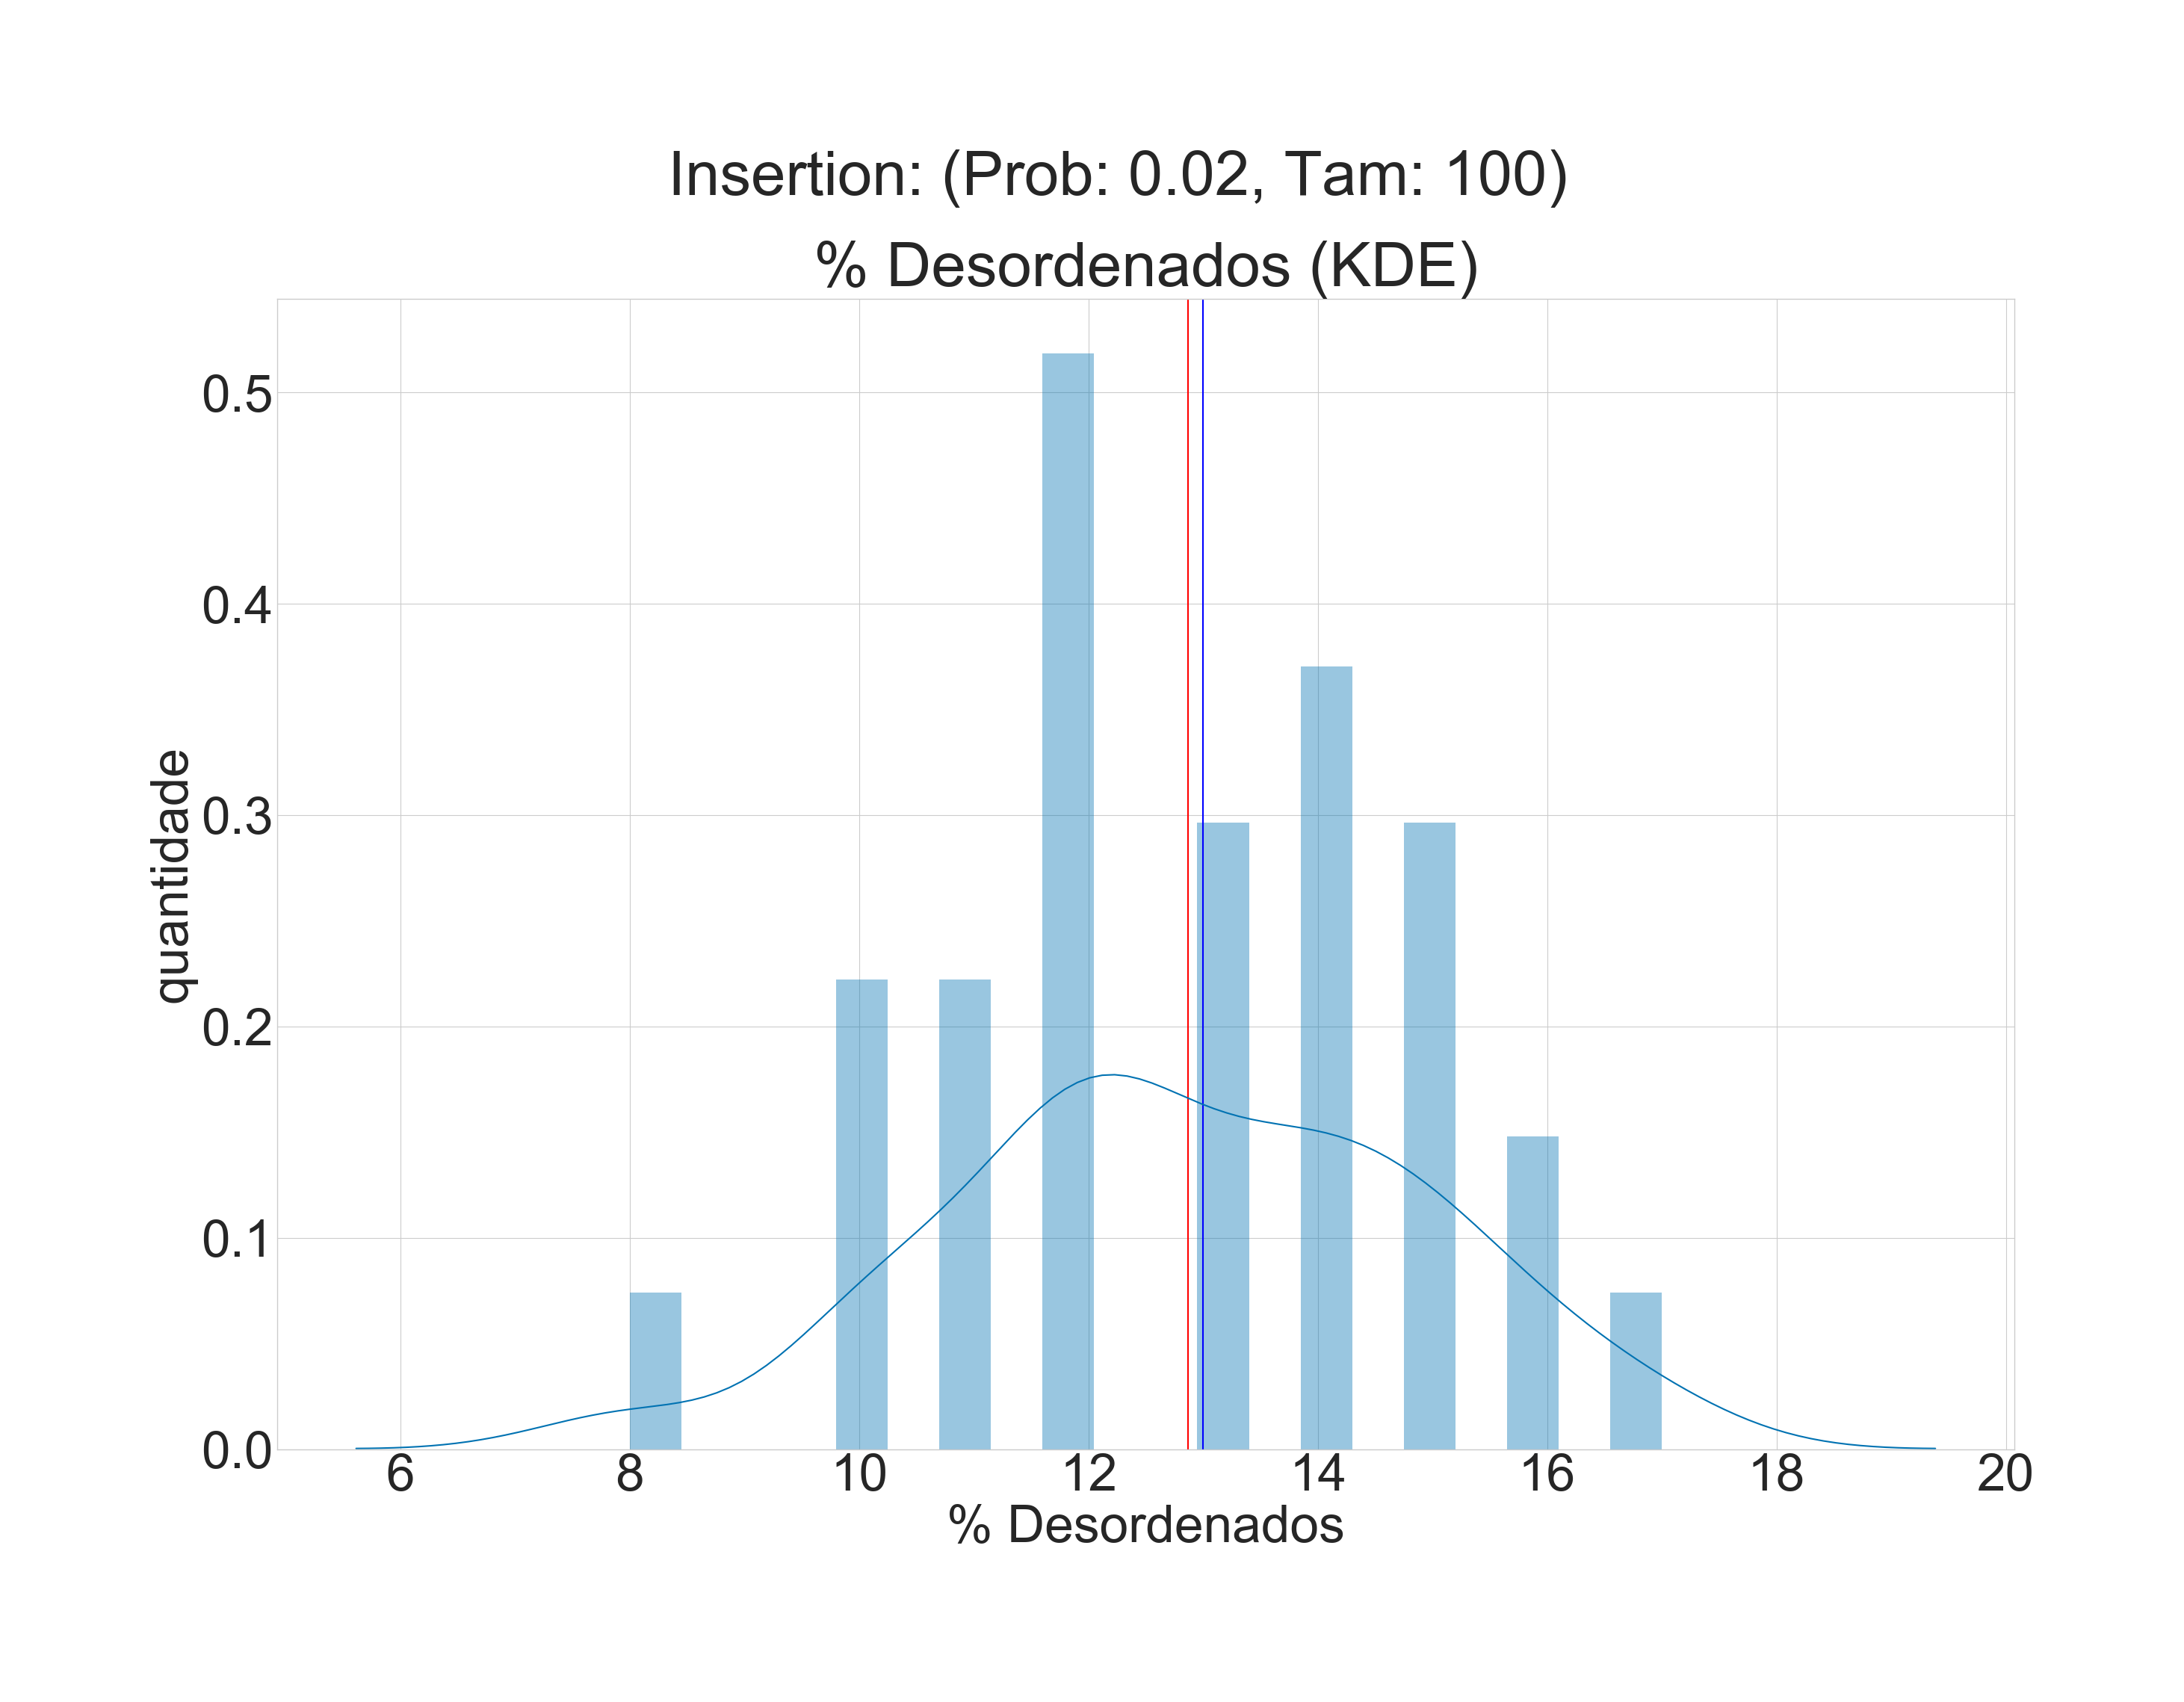 Insertion: (Prob: 0.02, Tam: 100)
% Desordenados (KDE)
quantidade
0.5
0.4
0.3
0.2
0.1
0.0
6 8 10 12 14 16 18 20
% Desordenados